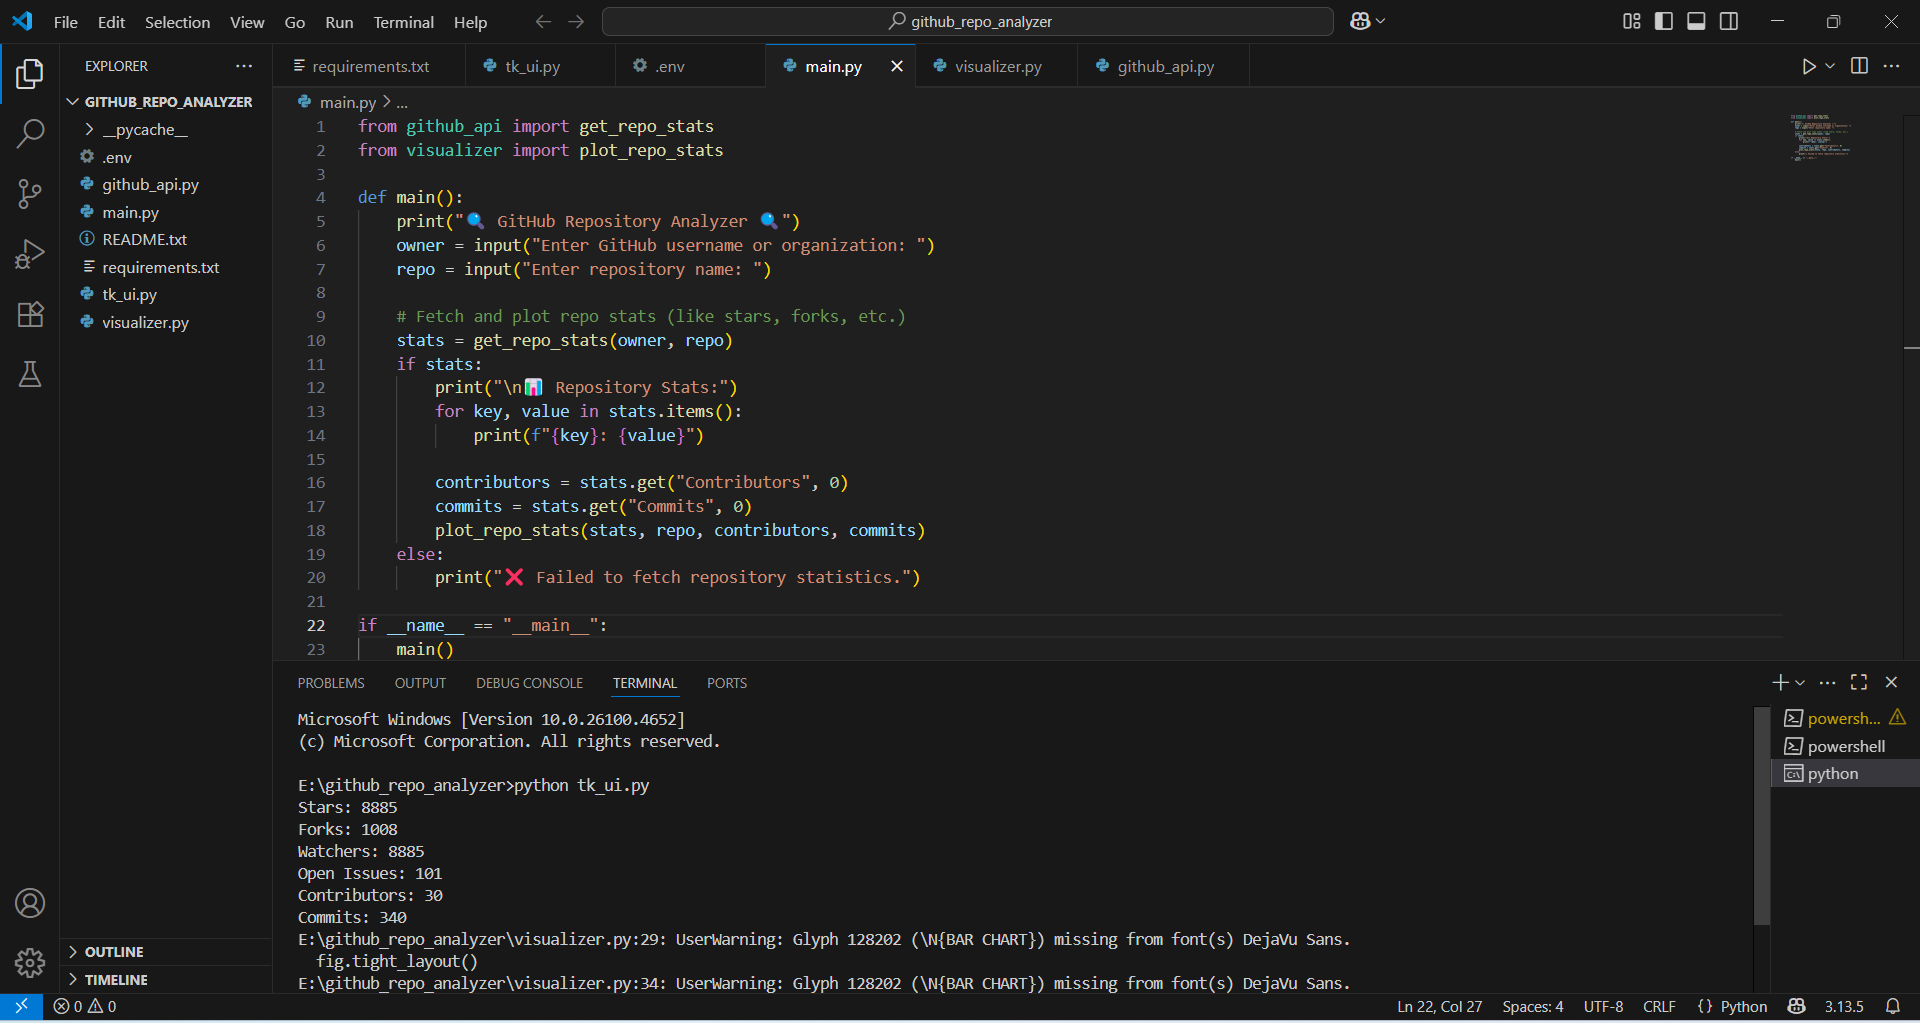 File Edit Selection View Go Run Terminal Help
github_repo_analyzer
EXPLORER
GITHUB_REPO_ANALYZER
__pycache__
.env
github_api.py
main.py
README.txt
requirements.txt
tk_ui.py
visualizer.py
OUTLINE
TIMELINE
requirements.txt tk_ui.py .env main.py visualizer.py github_api.py
main.py > ...
1 from github_api import get_repo_stats
2 from visualizer import plot_repo_stats
3
4 def main():
5 print("🔍 GitHub Repository Analyzer 🔍")
6 owner = input("Enter GitHub username or organization: ")
7 repo = input("Enter repository name: ")
8
9 # Fetch and plot repo stats (like stars, forks, etc.)
10 stats = get_repo_stats(owner, repo)
11 if stats:
12 print("\n📊 Repository Stats:")
13 for key, value in stats.items():
14 print(f"{key}: {value}")
15
16 contributors = stats.get("Contributors", 0)
17 commits = stats.get("Commits", 0)
18 plot_repo_stats(stats, repo, contributors, commits)
19 else:
20 print("❌ Failed to fetch repository statistics.")
21
22 if __name__ == "__main__":
23 main()
PROBLEMS OUTPUT DEBUG CONSOLE TERMINAL PORTS
Microsoft Windows [Version 10.0.26100.4652]
(c) Microsoft Corporation. All rights reserved.
E:\github_repo_analyzer>python tk_ui.py
Stars: 8885
Forks: 1008
Watchers: 8885
Open Issues: 101
Contributors: 30
Commits: 340
E:\github_repo_analyzer\visualizer.py:29: UserWarning: Glyph 128202 (\N{BAR CHART}) missing from font(s) DejaVu Sans.
fig.tight_layout()
E:\github_repo_analyzer\visualizer.py:34: UserWarning: Glyph 128202 (\N{BAR CHART}) missing from font(s) DejaVu Sans.
powersh...
powershell
python
0 0
Ln 22, Col 27 Spaces: 4 UTF-8 CRLF {} Python 3.13.5